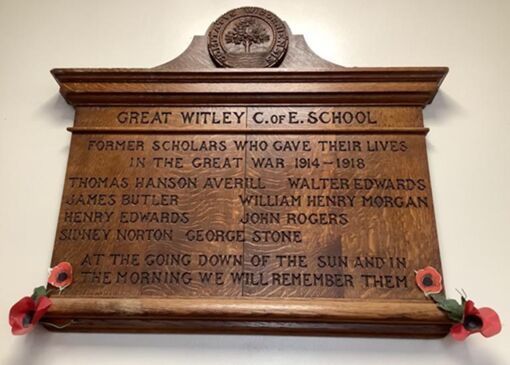 GREAT WITLEY C. OF E. SCHOOL
FORMER SCHOLARS WHO GAVE THEIR LIVES
IN THE GREAT WAR 1914-1918
THOMAS HANSON AVERILL WALTER EDWARDS
JAMES BUTLER WILLIAM HENRY MORGAN
HENRY EDWARDS JOHN ROGERS
SIDNEY NORTON GEORGE STONE
AT THE GOING DOWN OF THE SUN AND IN
THE MORNING WE WILL REMEMBER THEM